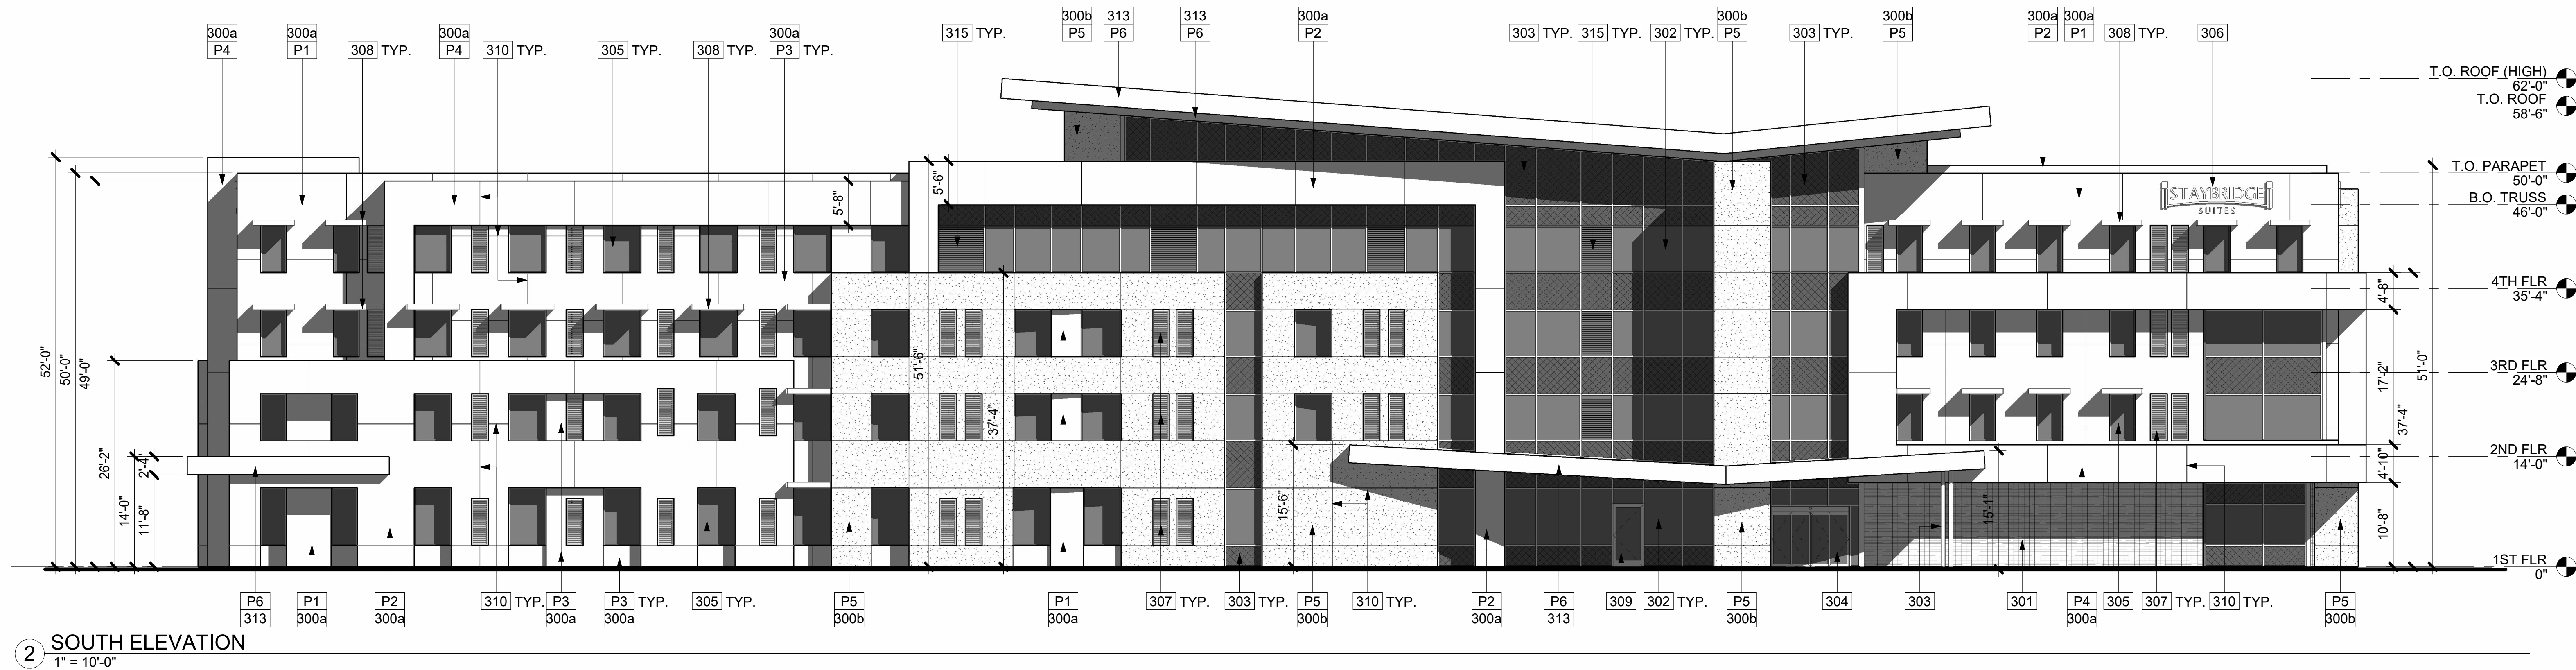 300a
P4
300a
P1
308 TYP.
300a
P4
310 TYP.
305 TYP.
308 TYP.
300a
P3 TYP.
315 TYP.
300b
P5
313
P6
313
P6
300a
P2
303 TYP.
315 TYP.
302 TYP.
300b
P5
303 TYP.
300b
P5
300a
P2
300a
P1
308 TYP.
306
T.O. ROOF (HIGH)
62'-0"
T.O. ROOF
58'-6"
T.O. PARAPET
50'-0"
B.O. TRUSS
46'-0"
4TH FLR
35'-4"
3RD FLR
24'-8"
2ND FLR
14'-0"
1ST FLR
0"
STAYBRIDGE
SUITES
52'-0"
50'-0"
49'-0"
26'-2"
14'-0"
11'-8"
2'-4"
5'-8"
5'-6"
51'-6"
37'-4"
15'-6"
15'-1"
4'-8"
17'-2"
4'-10"
10'-8"
37'-4"
51'-0"
P6
313
P1
300a
P2
300a
310 TYP.
P3
300a
P3 TYP.
300a
305 TYP.
P5
300b
P1
300a
307 TYP.
303 TYP.
P5
300b
310 TYP.
P2
300a
P6
313
309
302 TYP.
P5
300b
304
303
301
P4
300a
305
307 TYP.
310 TYP.
P5
300b
2 SOUTH ELEVATION
1" = 10'-0"